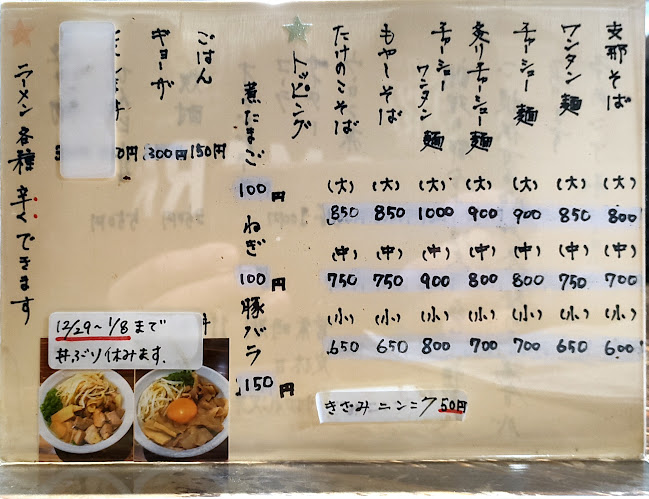 支那そば (大) 800 (中) 700 (小) 600
ワンタン麺 (大) 850 (中) 750 (小) 650
チャーシュー麺 (大) 900 (中) 800 (小) 700
炙りチャーシュー麺 (大) 900 (中) 800 (小) 700
チャーシューワンタン麺 (大) 1000 (中) 900 (小) 800
もやしそば (大) 850 (中) 750 (小) 650
たけのこそば (大) 850 (中) 750 (小) 650
きざみニンニク 50円
トッピング
煮たまご 100円
ねぎ 100円
豚バラ 150円
ごはん 150円
ギョーザ 300円
ラーメン各種辛くできます
12/29〜1/8まで
丼ぶり休みます.